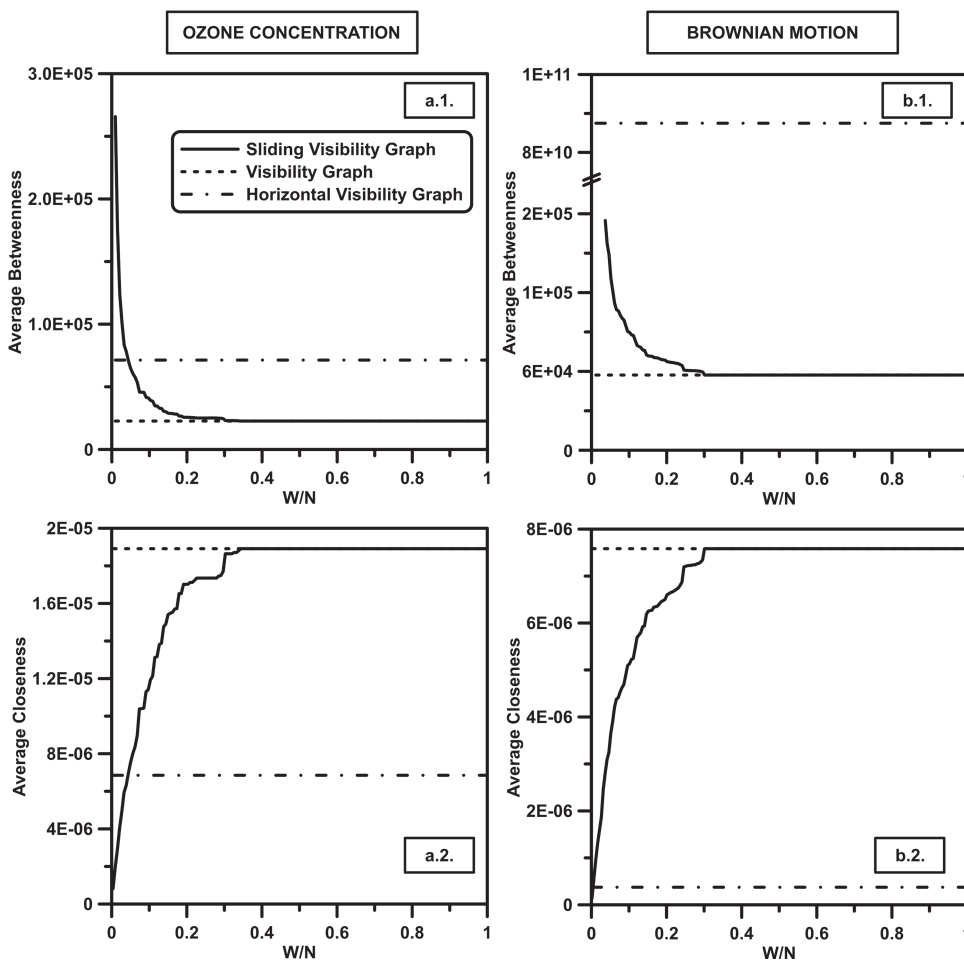 OZONE CONCENTRATION
BROWNIAN MOTION
3.0E+05
2.0E+05
1.0E+05
0
Average Betweenness
a.1.
Sliding Visibility Graph
Visibility Graph
Horizontal Visibility Graph
0 0.2 0.4 0.6 0.8 1
W/N
1E+11
8E+10
2E+05
1E+05
6E+04
0
Average Betweenness
b.1.
0 0.2 0.4 0.6 0.8 1
W/N
2E-05
1.6E-05
1.2E-05
8E-06
4E-06
0
Average Closeness
a.2.
0 0.2 0.4 0.6 0.8 1
W/N
8E-06
6E-06
4E-06
2E-06
0
Average Closeness
b.2.
0 0.2 0.4 0.6 0.8 1
W/N